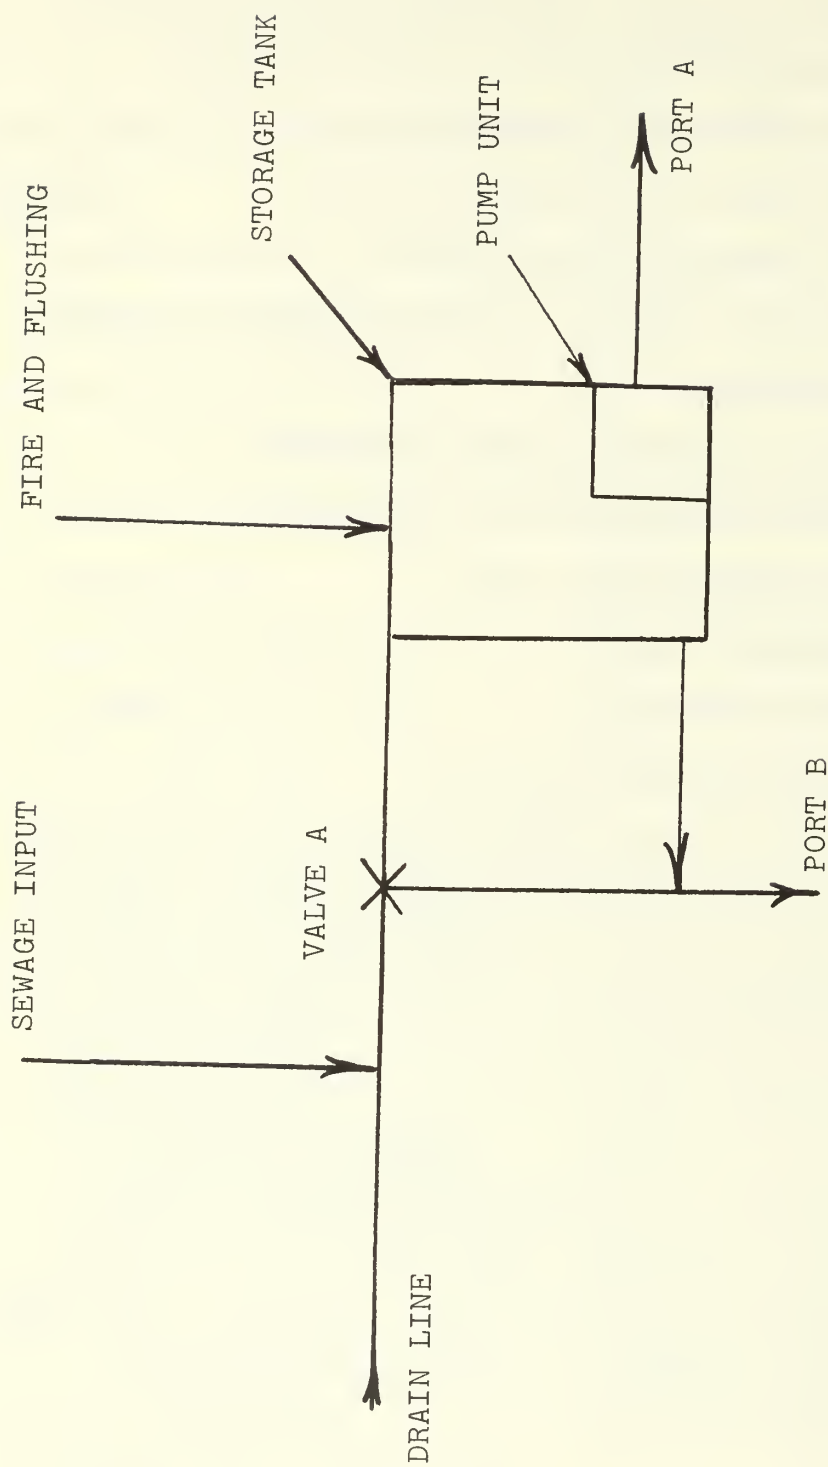 SEWAGE INPUT
FIRE AND FLUSHING
STORAGE TANK
VALVE A
PUMP UNIT
DRAIN LINE
PORT B
PORT A